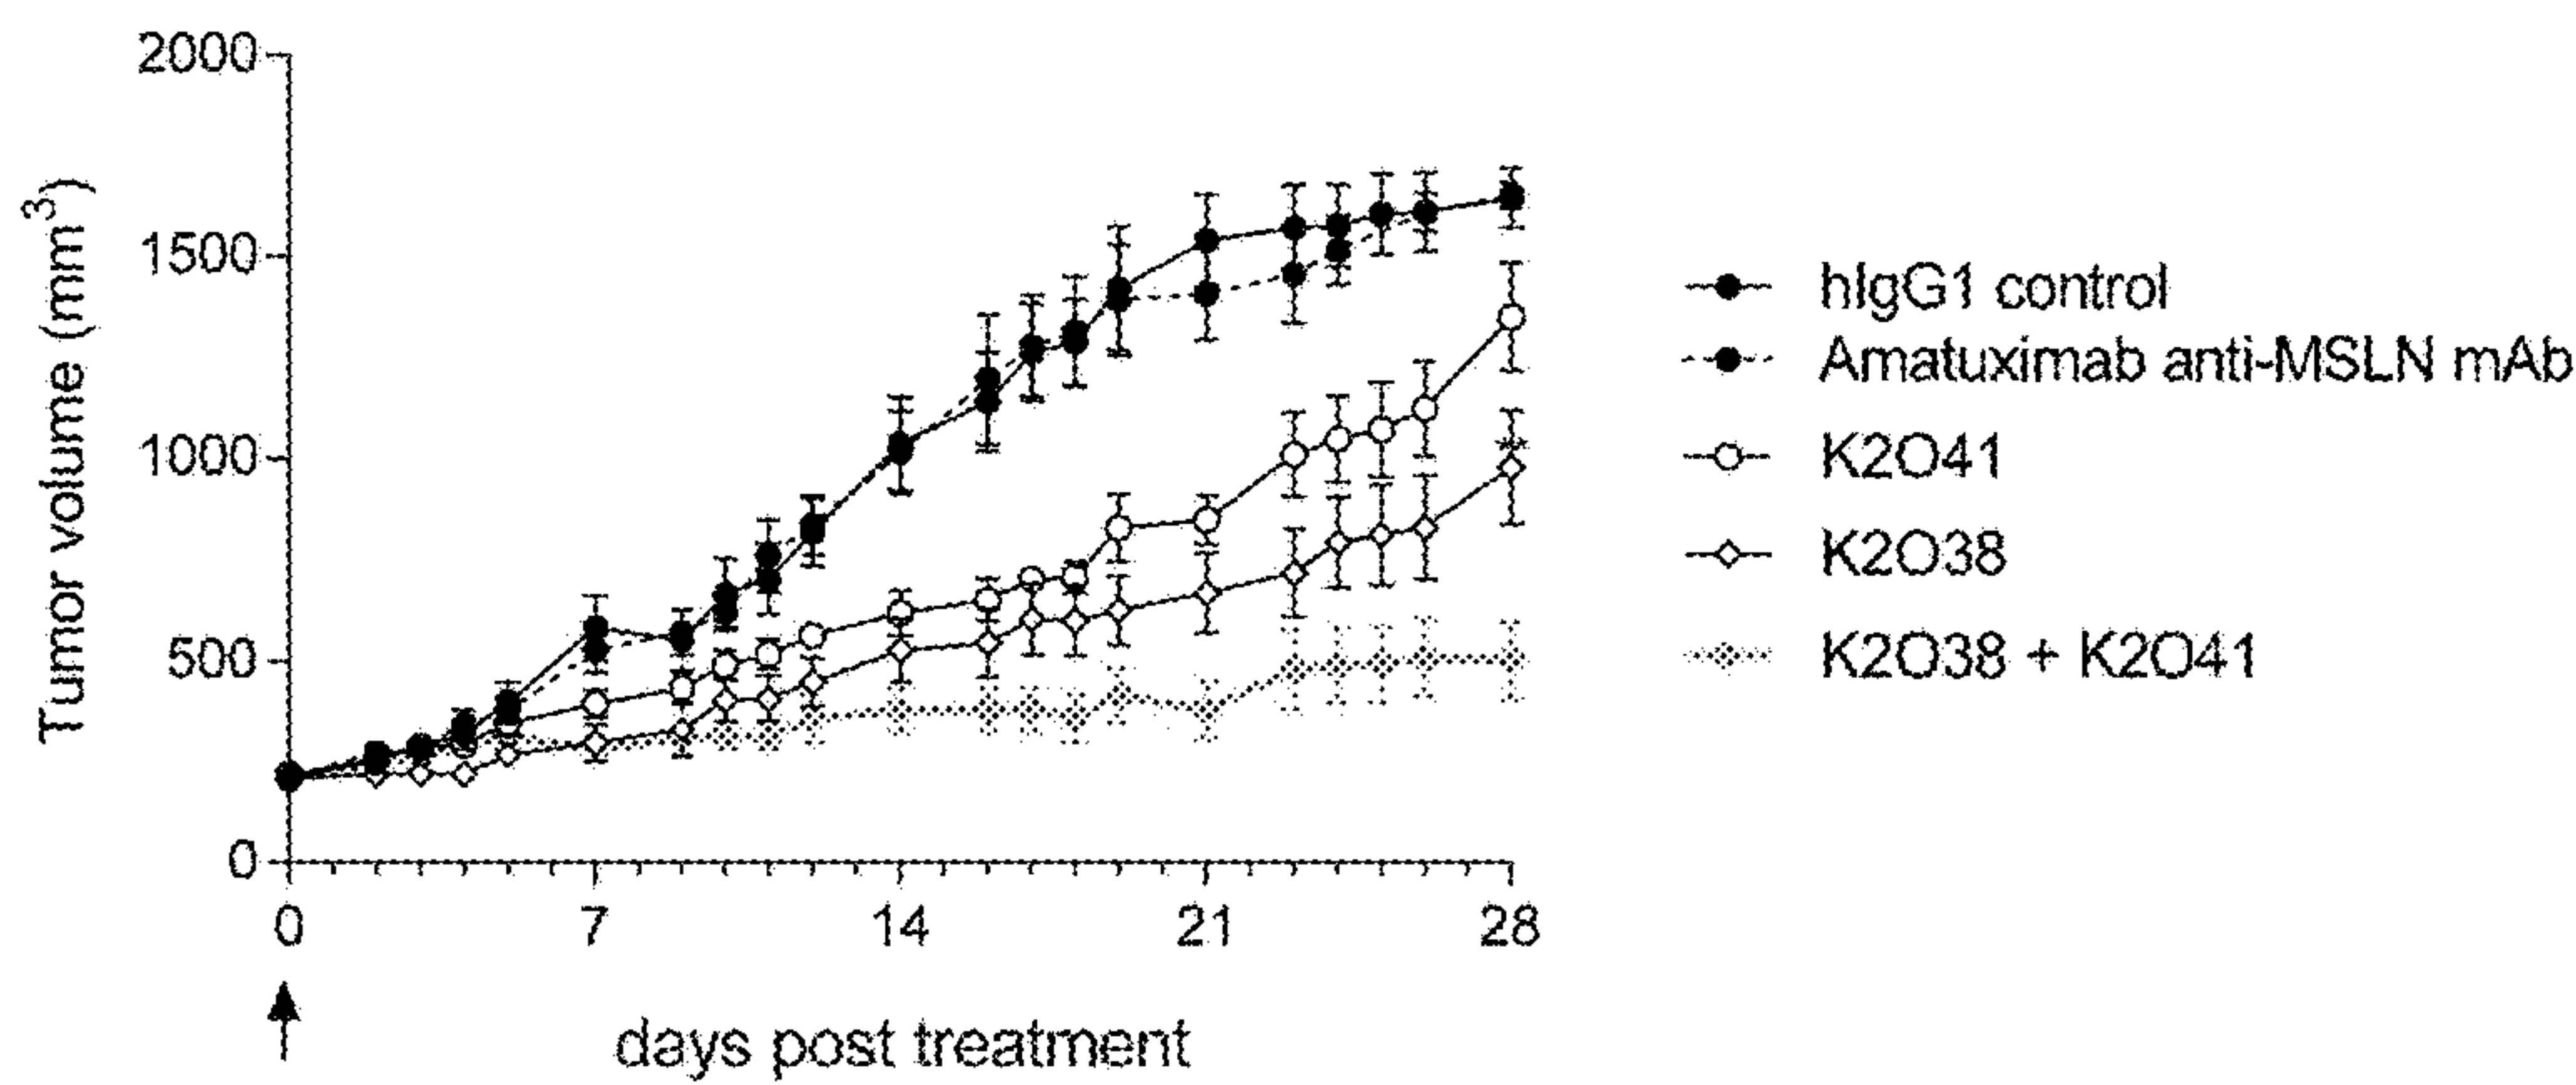 2000
1500
1000
500
0
Tumor volume (mm³)
0 7 14 21 28
days post treatment
hIgG1 control
Amatuximab anti-MSLN mAb
K2O41
K2O38
K2O38 + K2O41
**